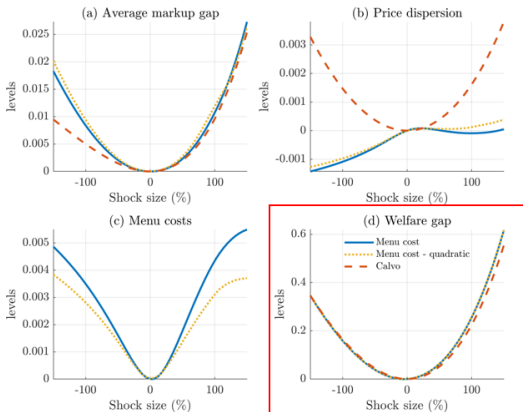 (a) Average markup gap
0.025
0.02
0.015
0.01
0.005
0
levels
-100
0
100
Shock size (%)
(b) Price dispersion
0.003
0.002
0.001
0
-0.001
levels
-100
0
100
Shock size (%)
(c) Menu costs
0.005
0.004
0.003
0.002
0.001
0
levels
-100
0
100
Shock size (%)
(d) Welfare gap
Menu cost
Menu cost - quadratic
Calvo
0.6
0.4
0.2
0
levels
-100
0
100
Shock size (%)